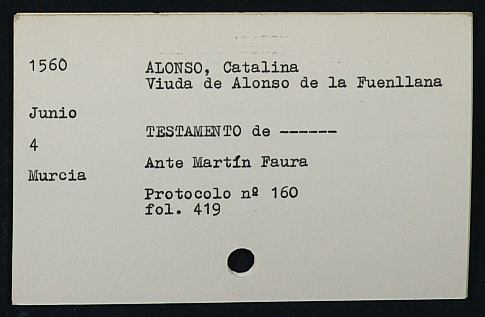 1560
ALONSO, Catalina
Viuda de Alonso de la Fuenllana
Junio
TESTAMENTO de ------
4
Ante Martín Faura
Murcia
Protocolo nº 160
fol. 419